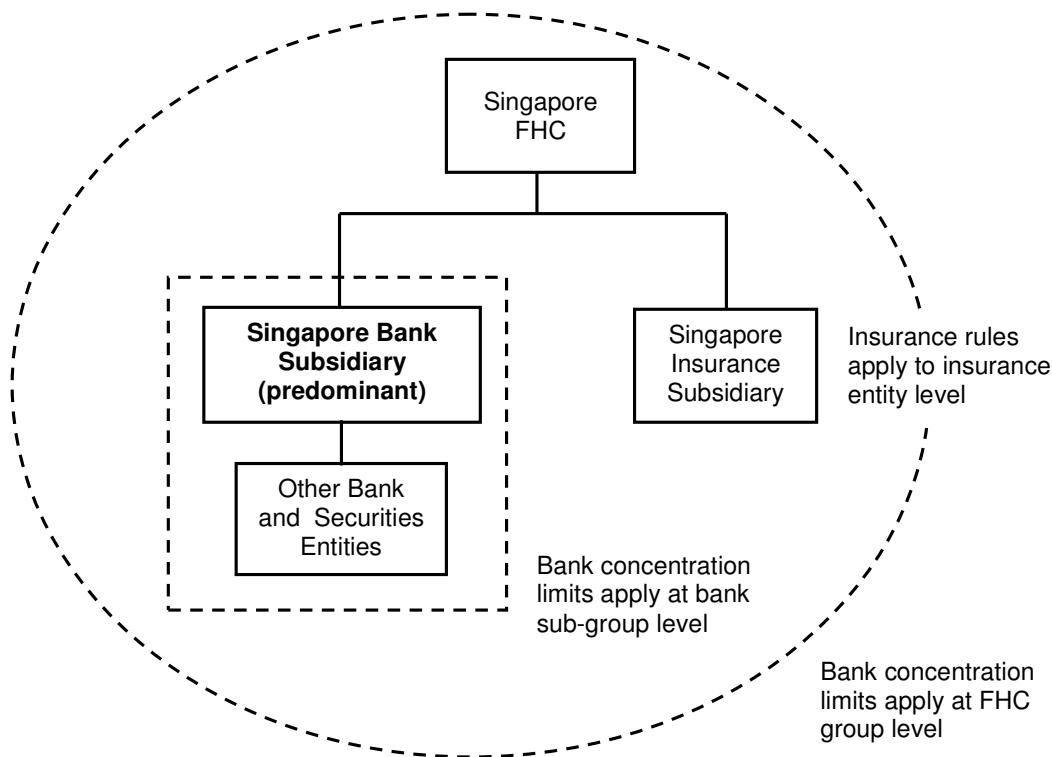 Singapore
FHC
Singapore Bank
Subsidiary
(predominant)
Singapore
Insurance
Subsidiary
Insurance rules
apply to insurance
entity level
Other Bank
and Securities
Entities
Bank concentration
limits apply at bank
sub-group level
Bank concentration
limits apply at FHC
group level